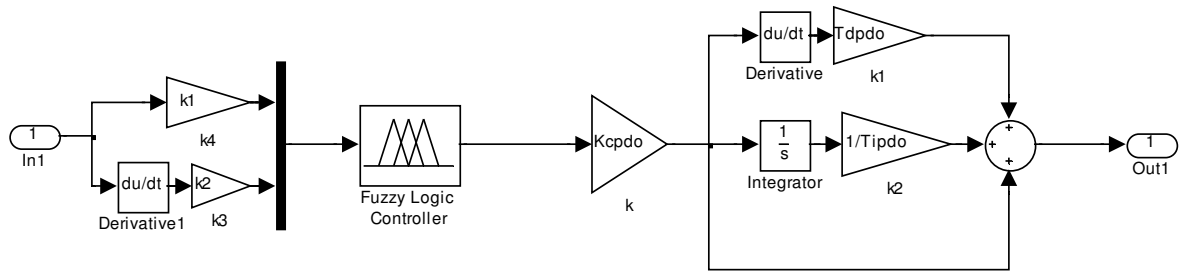 1
In1
k1
k4
du/dt
Derivative1
k2
k3
Fuzzy Logic
Controller
Kcpdo
k
du/dt
Derivative
Tdpdo
k1
1
s
Integrator
1/Tipdo
k2
+
+
+
1
Out1